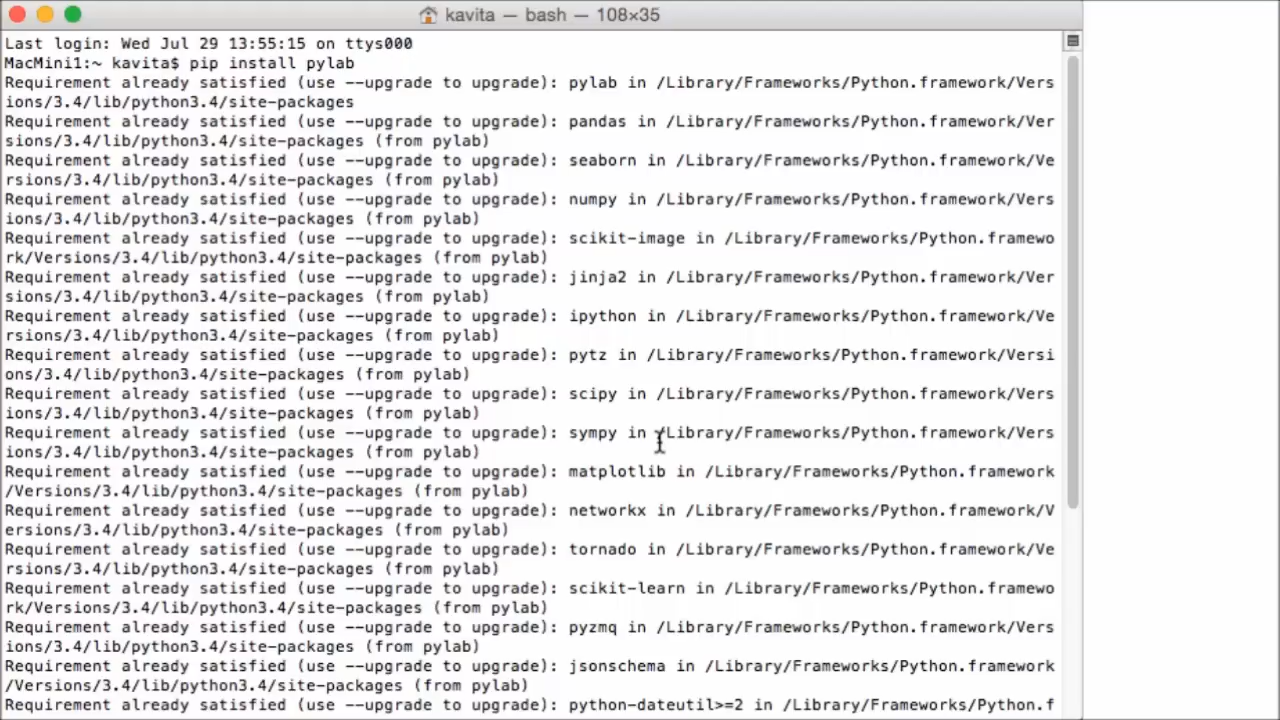 kavita — bash — 108×35
Last login: Wed Jul 29 13:55:15 on ttys000
MacMini1:~ kavita$ pip install pylab
Requirement already satisfied (use --upgrade to upgrade): pylab in /Library/Frameworks/Python.framework/Vers
ions/3.4/lib/python3.4/site-packages
Requirement already satisfied (use --upgrade to upgrade): pandas in /Library/Frameworks/Python.framework/Ver
sions/3.4/lib/python3.4/site-packages (from pylab)
Requirement already satisfied (use --upgrade to upgrade): seaborn in /Library/Frameworks/Python.framework/Ve
rsions/3.4/lib/python3.4/site-packages (from pylab)
Requirement already satisfied (use --upgrade to upgrade): numpy in /Library/Frameworks/Python.framework/Vers
ions/3.4/lib/python3.4/site-packages (from pylab)
Requirement already satisfied (use --upgrade to upgrade): scikit-image in /Library/Frameworks/Python.framewo
rk/Versions/3.4/lib/python3.4/site-packages (from pylab)
Requirement already satisfied (use --upgrade to upgrade): jinja2 in /Library/Frameworks/Python.framework/Ver
sions/3.4/lib/python3.4/site-packages (from pylab)
Requirement already satisfied (use --upgrade to upgrade): ipython in /Library/Frameworks/Python.framework/Ve
rsions/3.4/lib/python3.4/site-packages (from pylab)
Requirement already satisfied (use --upgrade to upgrade): pytz in /Library/Frameworks/Python.framework/Versi
ons/3.4/lib/python3.4/site-packages (from pylab)
Requirement already satisfied (use --upgrade to upgrade): scipy in /Library/Frameworks/Python.framework/Vers
ions/3.4/lib/python3.4/site-packages (from pylab)
Requirement already satisfied (use --upgrade to upgrade): sympy in /Library/Frameworks/Python.framework/Vers
ions/3.4/lib/python3.4/site-packages (from pylab)
Requirement already satisfied (use --upgrade to upgrade): matplotlib in /Library/Frameworks/Python.framework
/Versions/3.4/lib/python3.4/site-packages (from pylab)
Requirement already satisfied (use --upgrade to upgrade): networkx in /Library/Frameworks/Python.framework/V
ersions/3.4/lib/python3.4/site-packages (from pylab)
Requirement already satisfied (use --upgrade to upgrade): tornado in /Library/Frameworks/Python.framework/Ve
rsions/3.4/lib/python3.4/site-packages (from pylab)
Requirement already satisfied (use --upgrade to upgrade): scikit-learn in /Library/Frameworks/Python.framewo
rk/Versions/3.4/lib/python3.4/site-packages (from pylab)
Requirement already satisfied (use --upgrade to upgrade): pyzmq in /Library/Frameworks/Python.framework/Vers
ions/3.4/lib/python3.4/site-packages (from pylab)
Requirement already satisfied (use --upgrade to upgrade): jsonschema in /Library/Frameworks/Python.framework
/Versions/3.4/lib/python3.4/site-packages (from pylab)
Requirement already satisfied (use --upgrade to upgrade): python-dateutil>=2 in /Library/Frameworks/Python.f